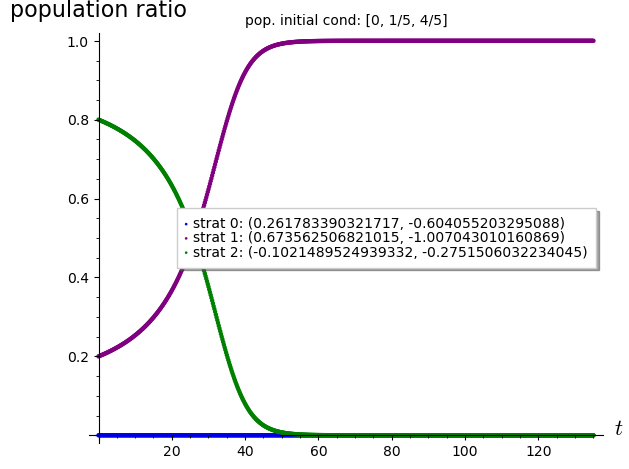 population ratio
pop. initial cond: [0, 1/5, 4/5]
1.0
0.8
0.6
strat 0: (0.261783390321717, -0.604055203295088)
strat 1: (0.673562506821015, -1.007043010160869)
strat 2: (-0.1021489524939332, -0.2751506032234045)
0.4
0.2
t
20 40 60 80 100 120